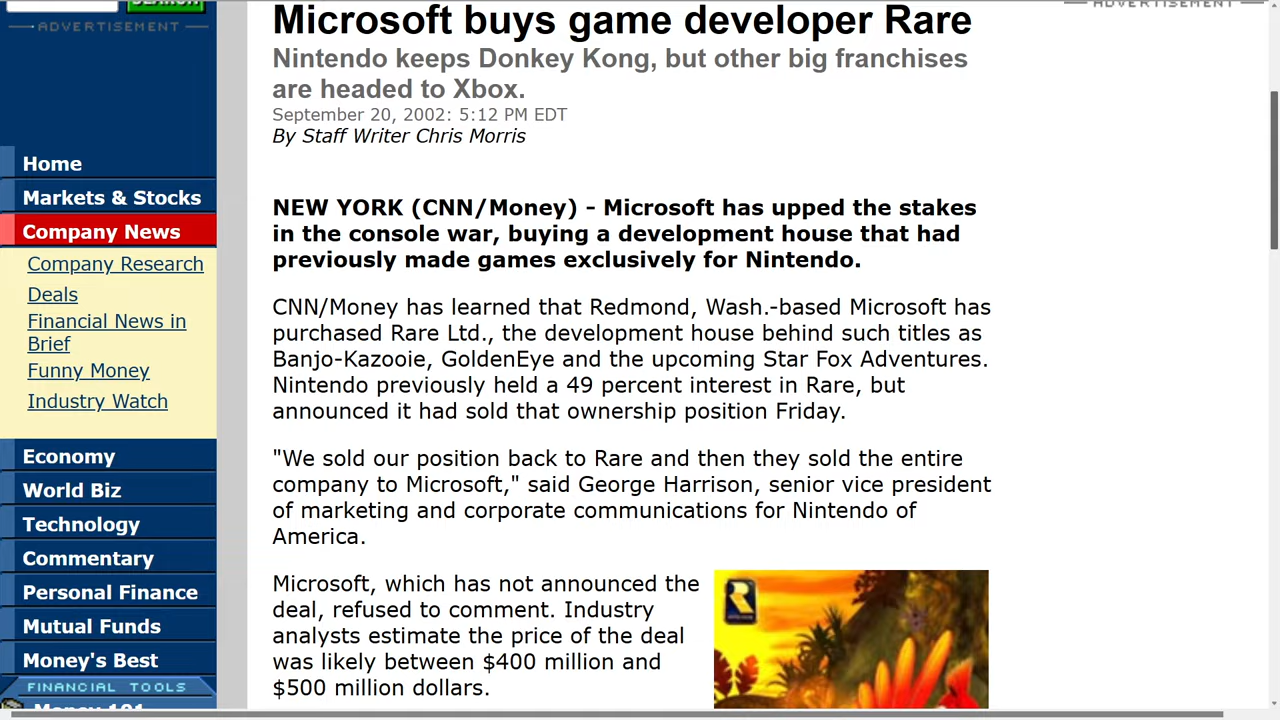 SEARCH
ADVERTISEMENT
ADVERTISEMENT
Home
Markets & Stocks
Company News
Company Research
Deals
Financial News in
Brief
Funny Money
Industry Watch
Economy
World Biz
Technology
Commentary
Personal Finance
Mutual Funds
Money's Best
FINANCIAL TOOLS
Money 101
Microsoft buys game developer Rare
Nintendo keeps Donkey Kong, but other big franchises
are headed to Xbox.
September 20, 2002: 5:12 PM EDT
By Staff Writer Chris Morris
NEW YORK (CNN/Money) - Microsoft has upped the stakes
in the console war, buying a development house that had
previously made games exclusively for Nintendo.
CNN/Money has learned that Redmond, Wash.-based Microsoft has
purchased Rare Ltd., the development house behind such titles as
Banjo-Kazooie, GoldenEye and the upcoming Star Fox Adventures.
Nintendo previously held a 49 percent interest in Rare, but
announced it had sold that ownership position Friday.
"We sold our position back to Rare and then they sold the entire
company to Microsoft," said George Harrison, senior vice president
of marketing and corporate communications for Nintendo of
America.
Microsoft, which has not announced the
deal, refused to comment. Industry
analysts estimate the price of the deal
was likely between $400 million and
$500 million dollars.